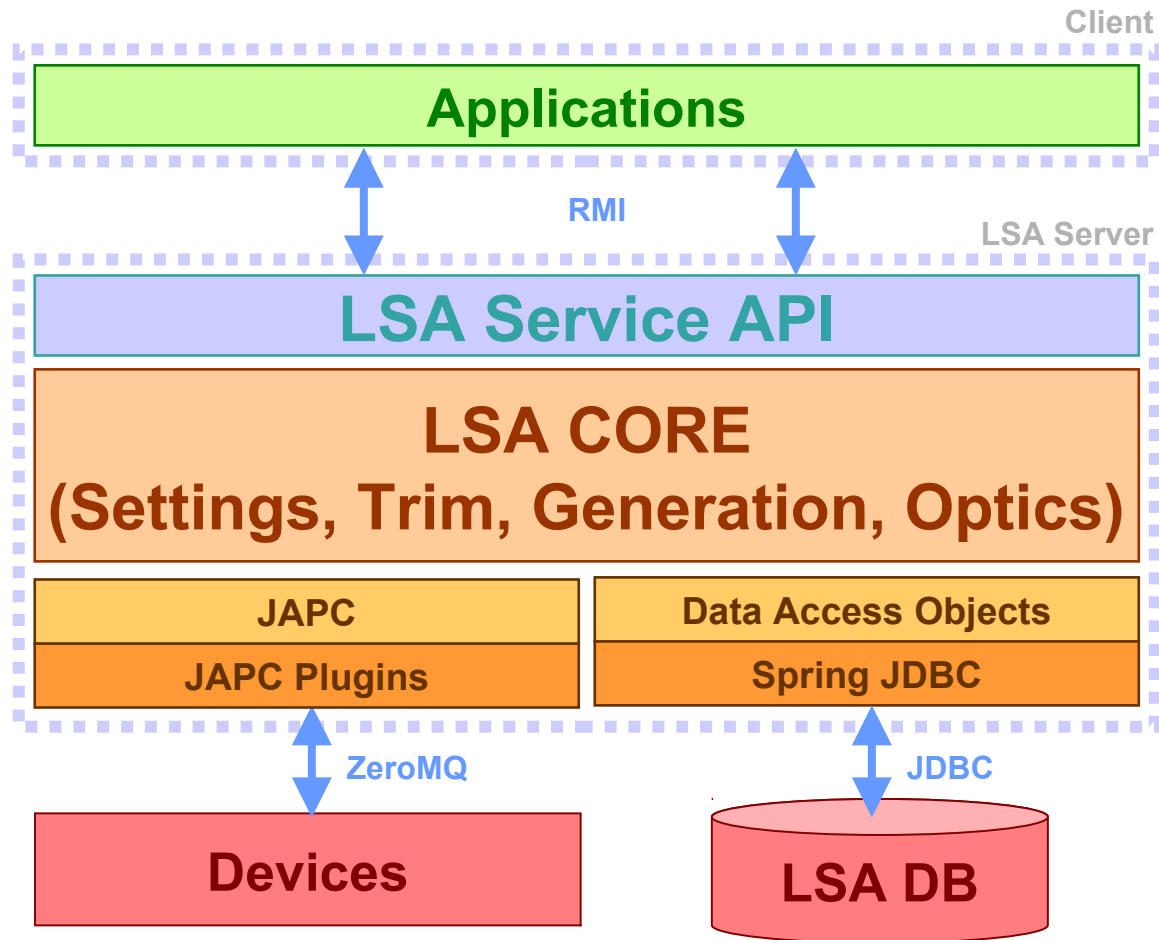 Client
Applications
RMI
LSA Server
LSA Service API
LSA CORE
(Settings, Trim, Generation, Optics)
JAPC
Data Access Objects
JAPC Plugins
Spring JDBC
ZeroMQ
JDBC
Devices
LSA DB